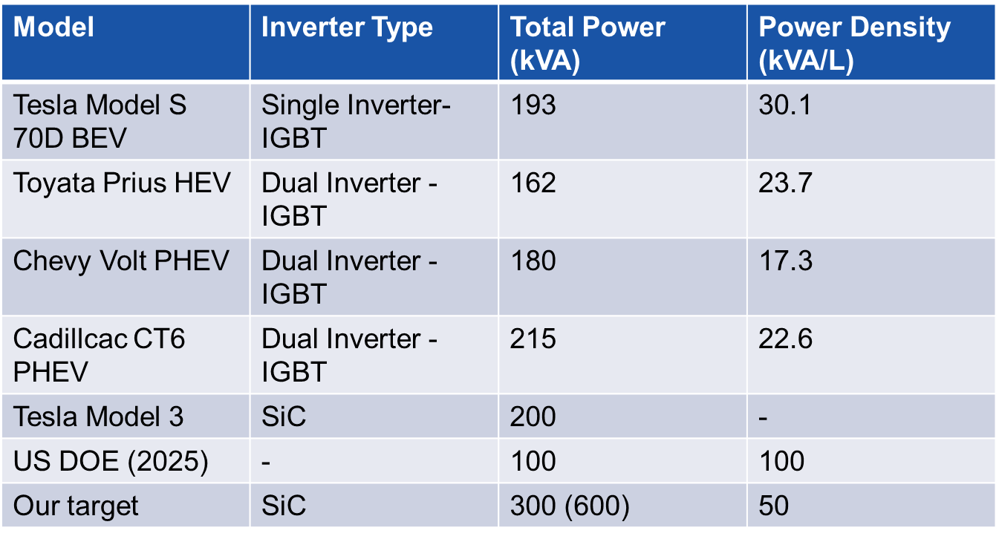 Model Inverter Type Total Power (kVA) Power Density (kVA/L)
Tesla Model S 70D BEV Single Inverter- IGBT 193 30.1
Toyata Prius HEV Dual Inverter - IGBT 162 23.7
Chevy Volt PHEV Dual Inverter - IGBT 180 17.3
Cadillcac CT6 PHEV Dual Inverter - IGBT 215 22.6
Tesla Model 3 SiC 200 -
US DOE (2025) - 100 100
Our target SiC 300 (600) 50